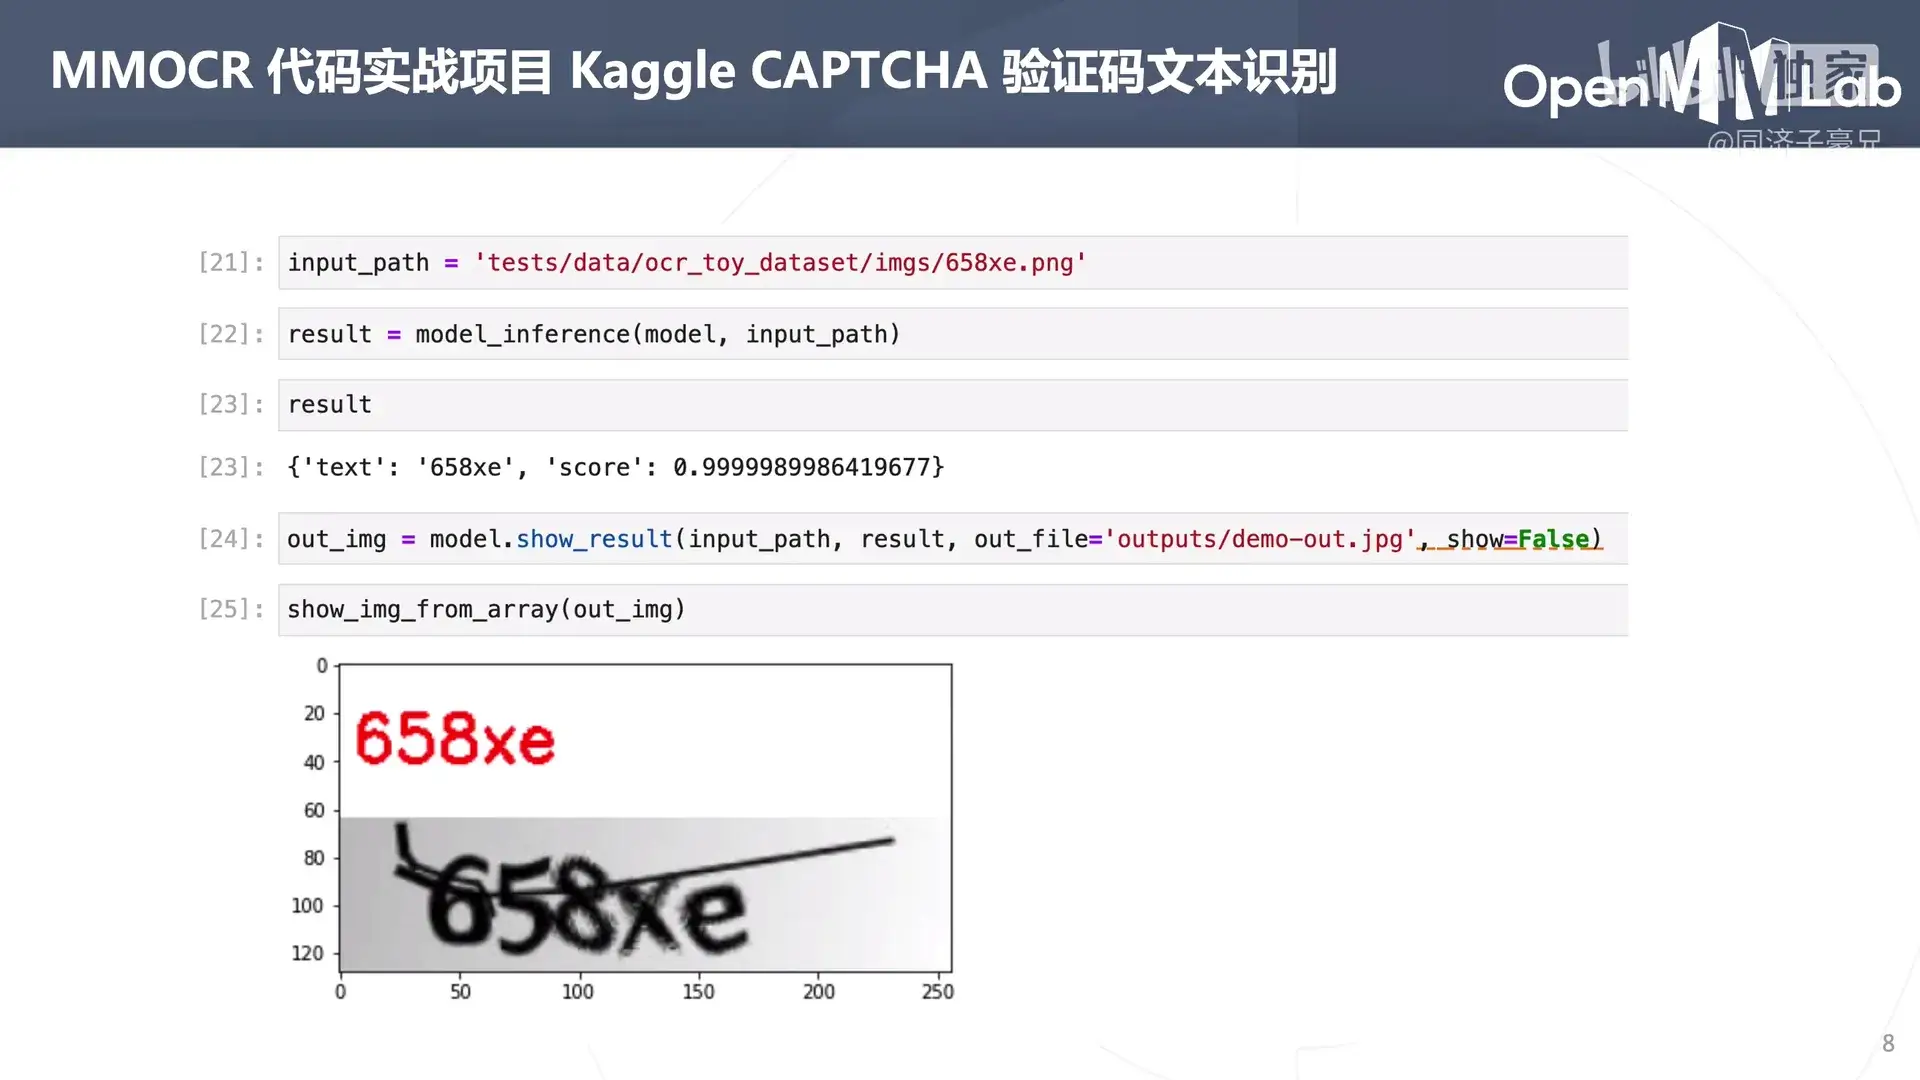 MMOCR 代码实战项目 Kaggle CAPTCHA 验证码文本识别
OpenMMLab
bilibili 独家
@同济子豪兄
[21]: input_path = 'tests/data/ocr_toy_dataset/imgs/658xe.png'
[22]: result = model_inference(model, input_path)
[23]: result
[23]: {'text': '658xe', 'score': 0.9999989986419677}
[24]: out_img = model.show_result(input_path, result, out_file='outputs/demo-out.jpg', show=False)
[25]: show_img_from_array(out_img)
0
20
658xe
40
60
80
100
658xe
120
0 50 100 150 200 250
8